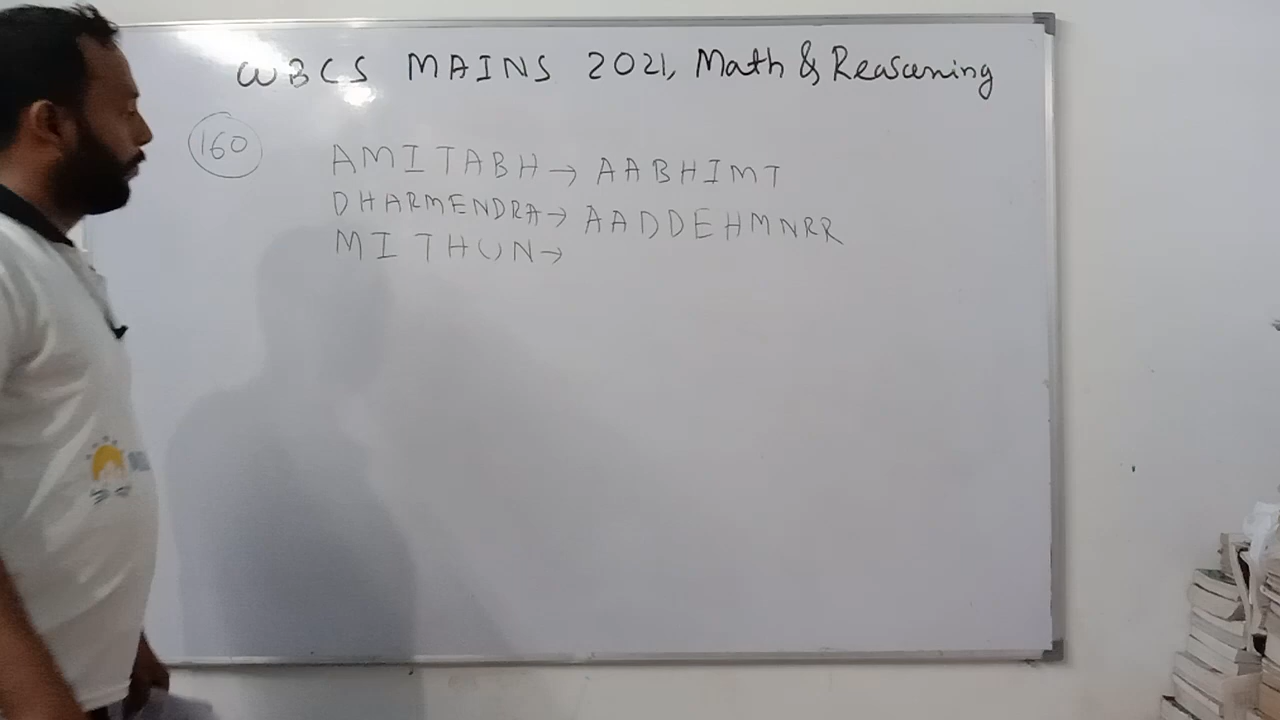 WBCS MAINS 2021, Math & Reasoning
160
AMITABH → AABHIMT
DHARMENDRA → AADDEHMNRR
MITHUN →